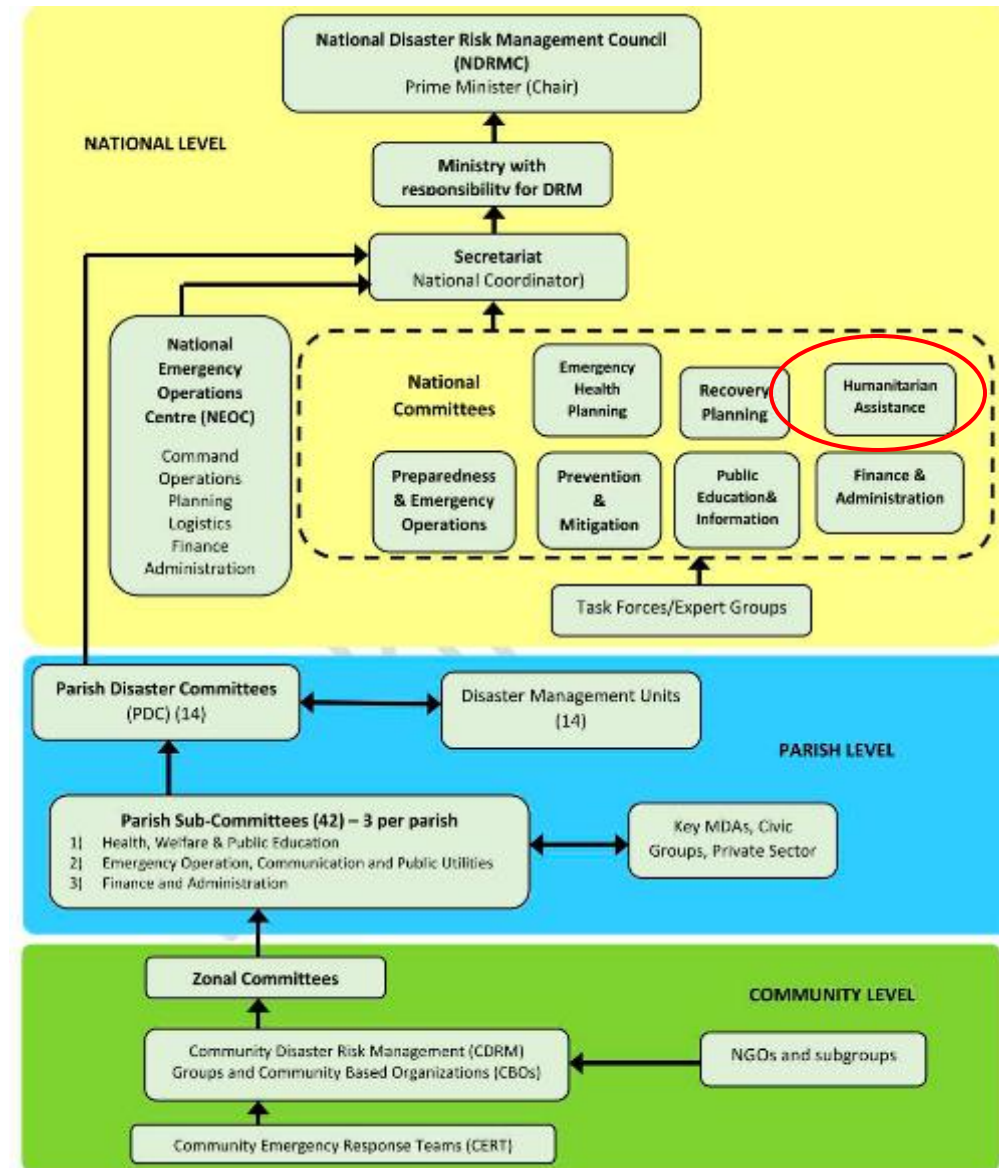 National Disaster Risk Management Council
(NDRMC)
Prime Minister (Chair)
NATIONAL LEVEL
Ministry with
responsibility for DRM
Secretariat
National Coordinator)
National
Emergency
Operations
Centre (NEOC)
Command
Operations
Planning
Logistics
Finance
Administration
National
Committees
Emergency
Health
Planning
Recovery
Planning
Humanitarian
Assistance
Preparedness
& Emergency
Operations
Prevention
&
Mitigation
Public
Education&
Information
Finance &
Administration
Task Forces/Expert Groups
Parish Disaster Committees
(PDC) (14)
Disaster Management Units
(14)
PARISH LEVEL
Parish Sub-Committees (42) – 3 per parish
1) Health, Welfare & Public Education
2) Emergency Operation, Communication and Public Utilities
3) Finance and Administration
Key MDAs, Civic
Groups, Private Sector
Zonal Committees
COMMUNITY LEVEL
Community Disaster Risk Management (CDRM)
Groups and Community Based Organizations (CBOs)
NGOs and subgroups
Community Emergency Response Teams (CERT)